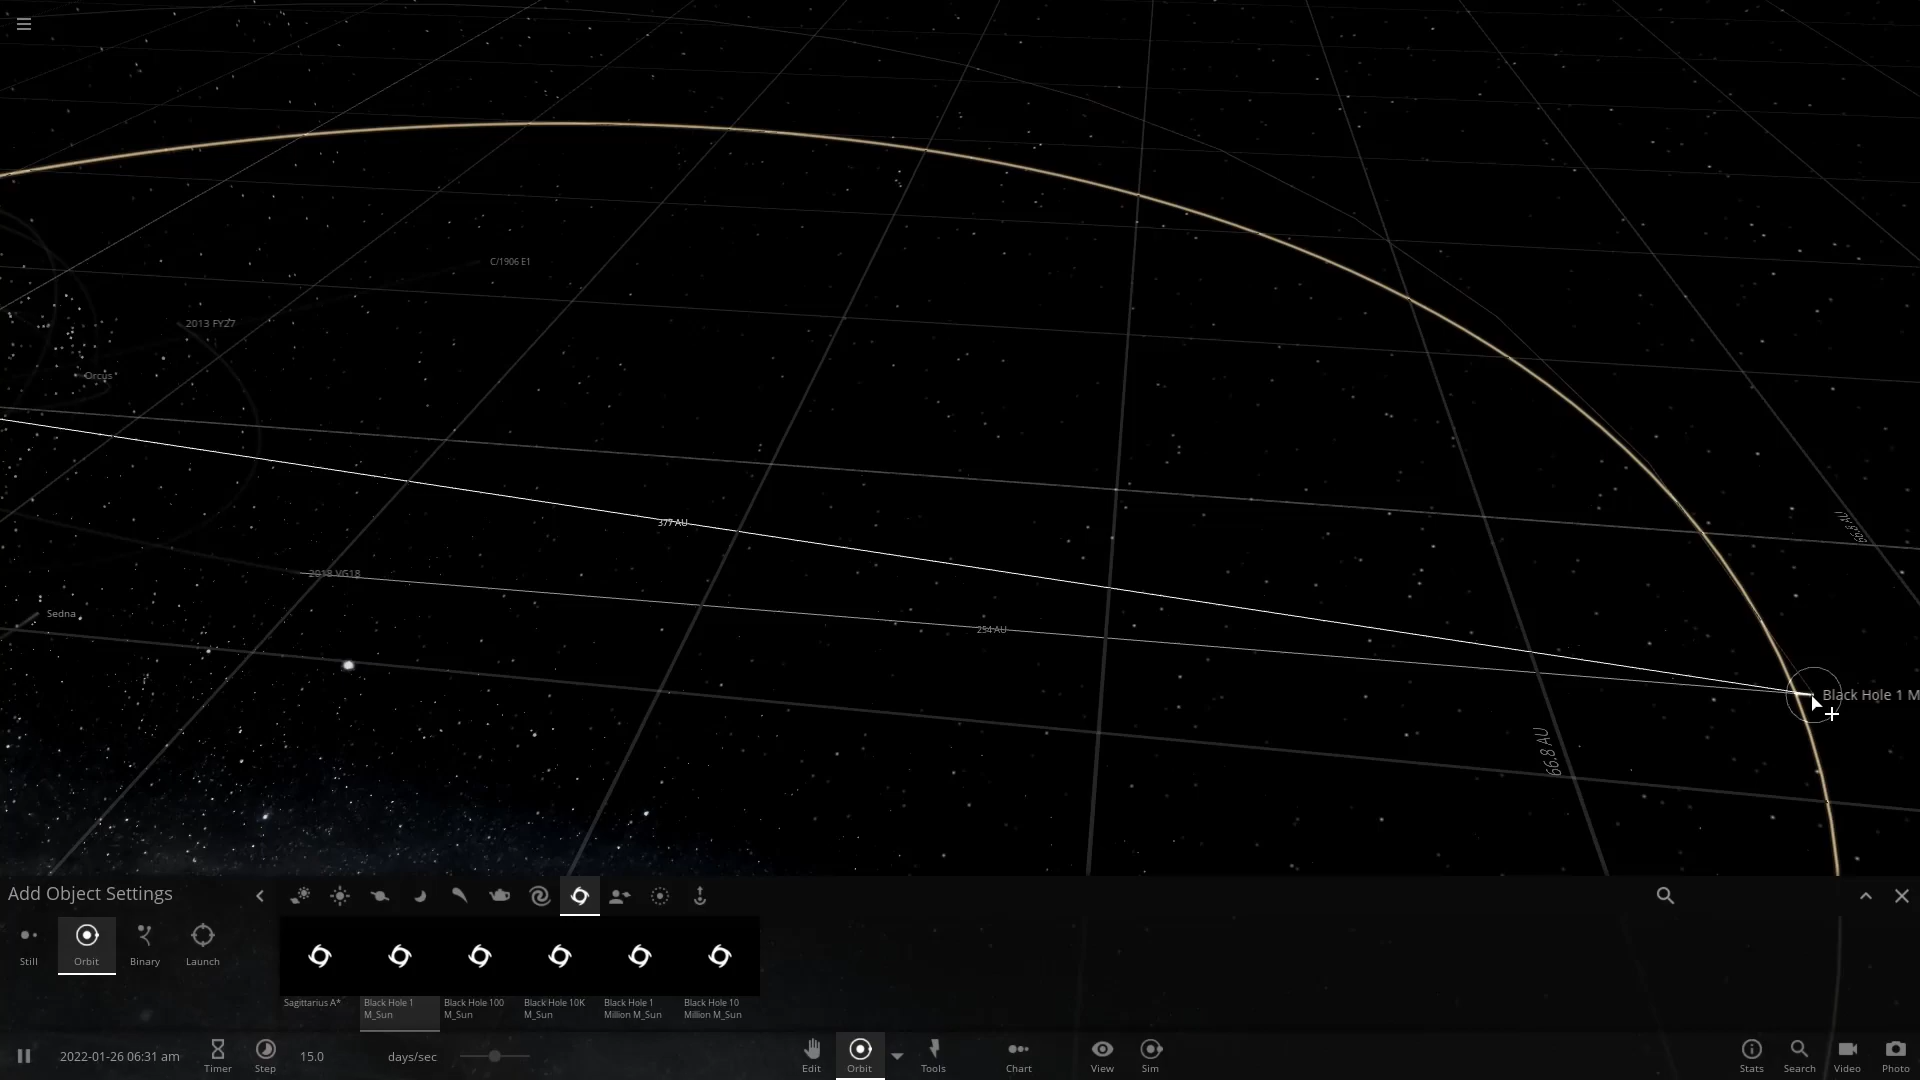 C/1906 E1
2013 FY27
Orcus
66.8 AU
377 AU
2018 VG18
254 AU
Sedna
Black Hole 1 M
66.8 AU
Add Object Settings
Still
Orbit
Binary
Launch
Sagittarius A*
Black Hole 1
M_Sun
Black Hole 100
M_Sun
Black Hole 10K
M_Sun
Black Hole 1
Million M_Sun
Black Hole 10
Million M_Sun
2022-01-26 06:31 am
Timer
Step
15.0
days/sec
Edit
Orbit
Tools
Chart
View
Sim
Stats
Search
Video
Photo